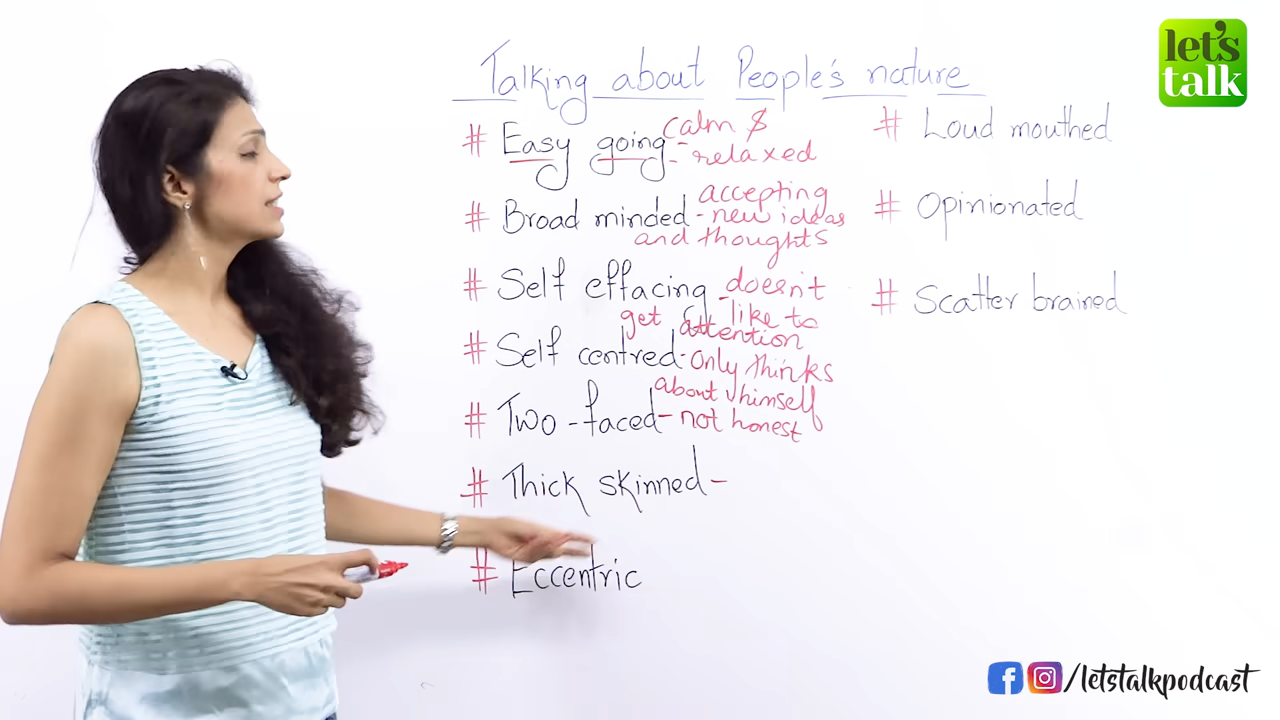 Talking about People's nature
# Easy going - calm &
- relaxed
# Broad minded - accepting
new ideas
and thoughts
# Self effacing - doesn't
like to
get attention
# Self centred - only thinks
about himself
# Two-faced - not honest
# Thick skinned -
# Eccentric
# Loud mouthed
# Opinionated
# Scatter brained
let's
talk
/letstalkpodcast